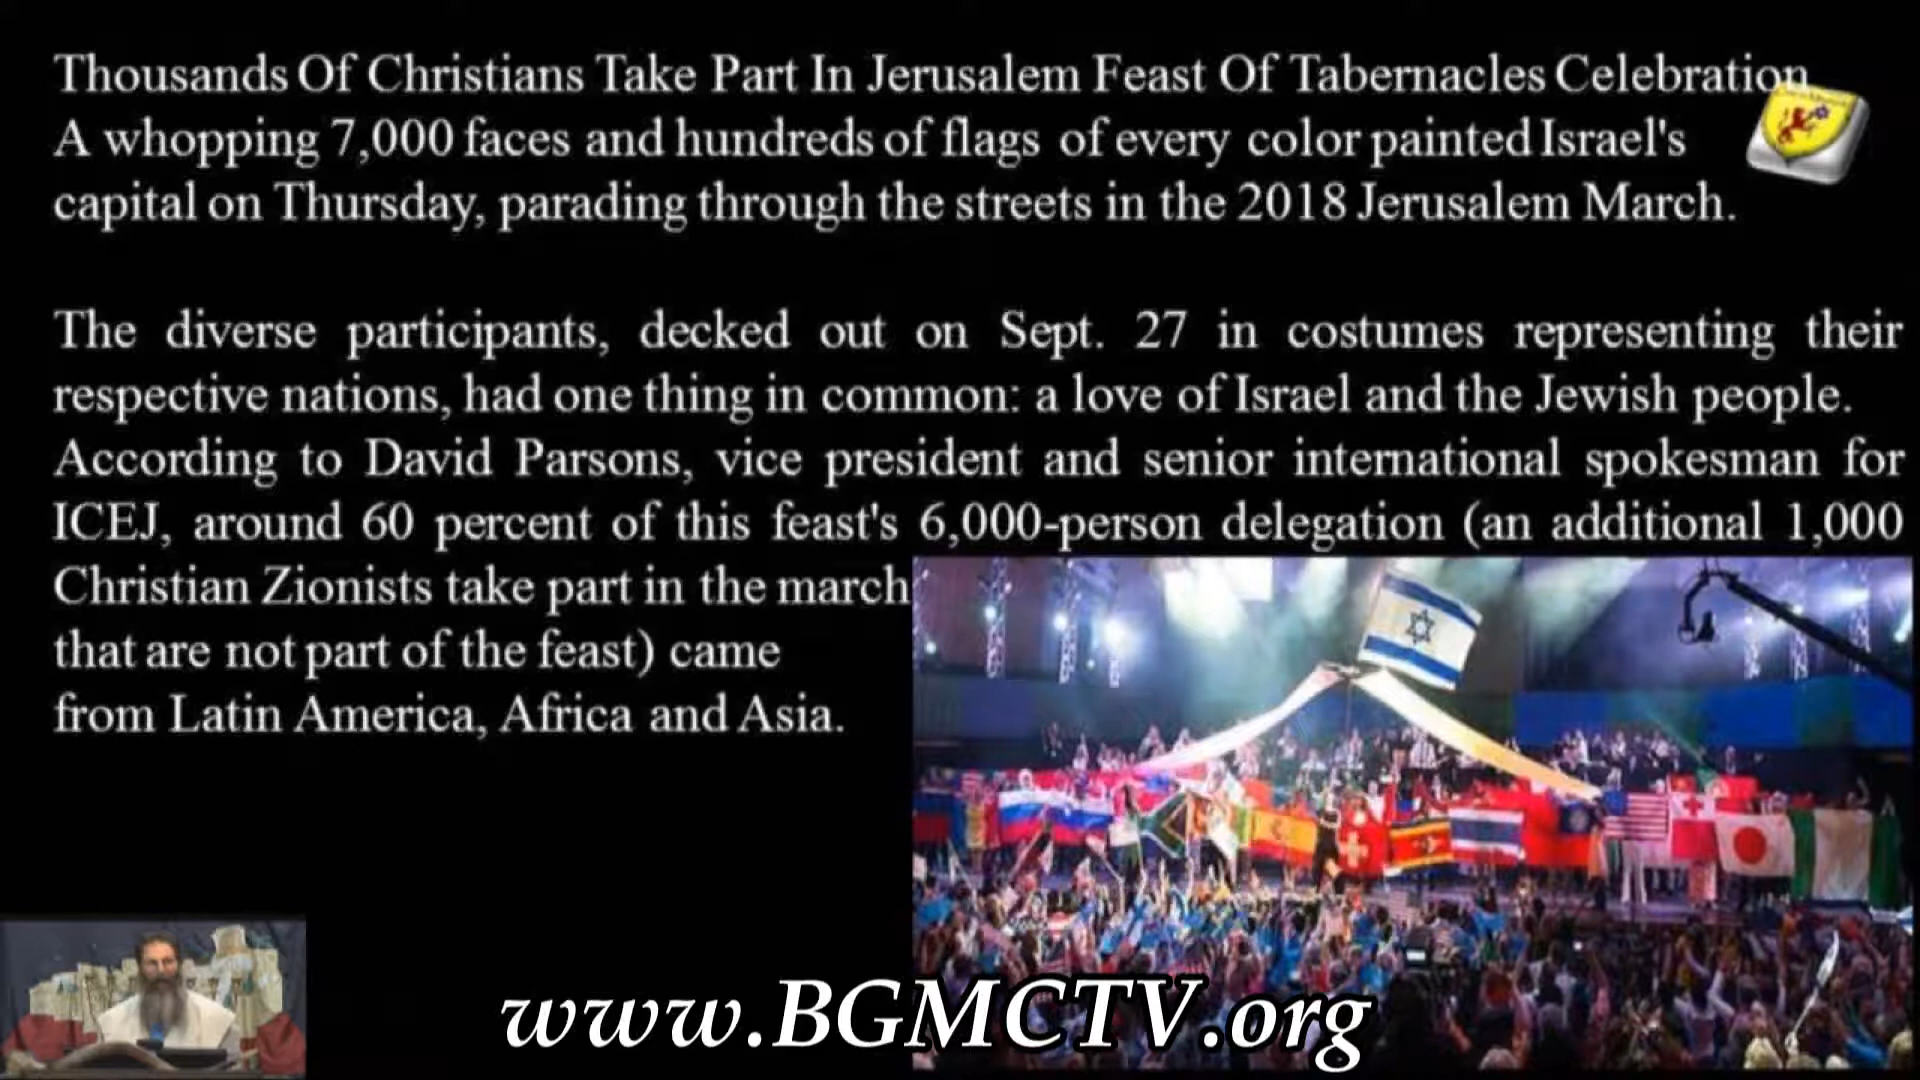 Thousands Of Christians Take Part In Jerusalem Feast Of Tabernacles Celebration
A whopping 7,000 faces and hundreds of flags of every color painted Israel's
capital on Thursday, parading through the streets in the 2018 Jerusalem March.
The diverse participants, decked out on Sept. 27 in costumes representing their
respective nations, had one thing in common: a love of Israel and the Jewish people.
According to David Parsons, vice president and senior international spokesman for
ICEJ, around 60 percent of this feast's 6,000-person delegation (an additional 1,000
Christian Zionists take part in the march
that are not part of the feast) came
from Latin America, Africa and Asia.
www.BGMCTV.org